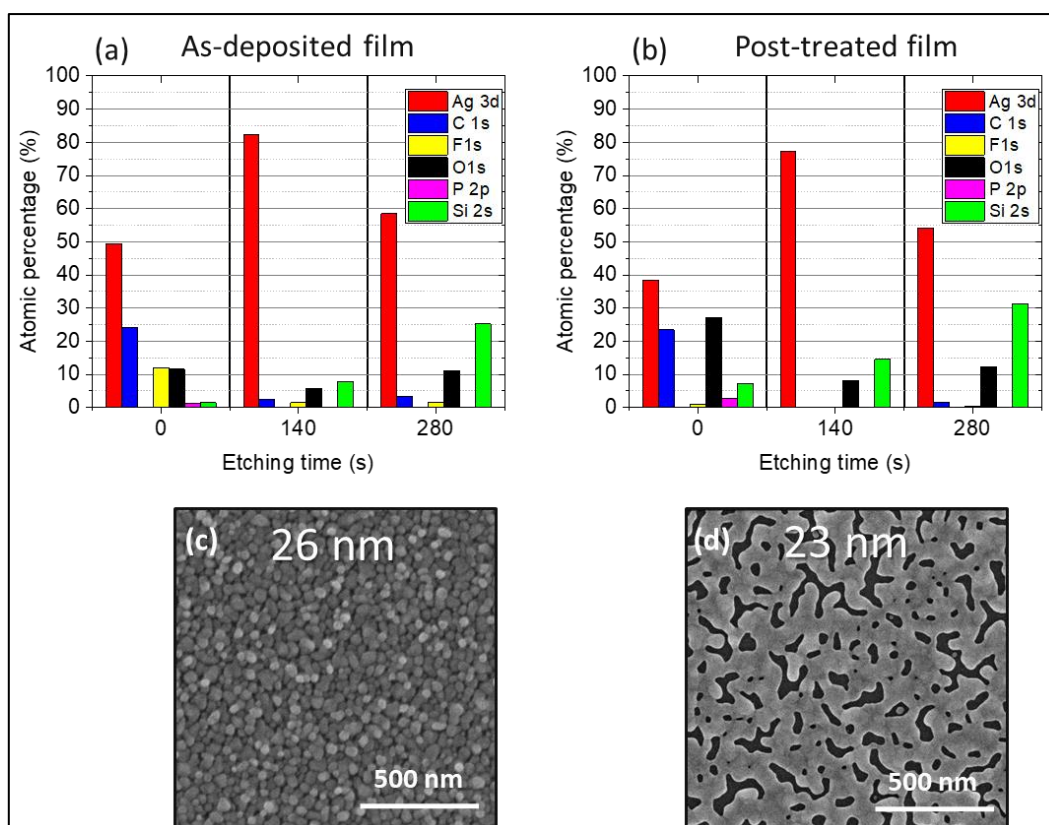 (a) As-deposited film
100
90
80
70
60
50
40
30
20
10
0
Atomic percentage (%)
Ag 3d
C 1s
F1s
O1s
P 2p
Si 2s
0 140 280
Etching time (s)
(b) Post-treated film
100
90
80
70
60
50
40
30
20
10
0
Atomic percentage (%)
Ag 3d
C 1s
F1s
O1s
P 2p
Si 2s
0 140 280
Etching time (s)
(c) 26 nm
500 nm
(d) 23 nm
500 nm